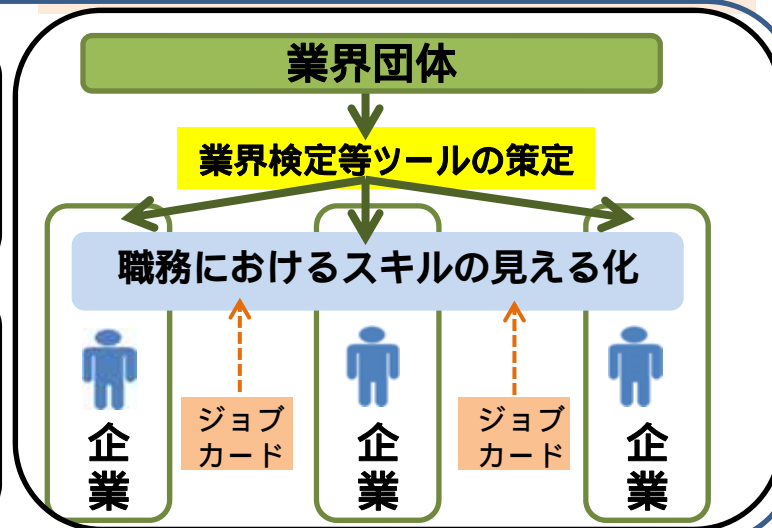 業界団体
業界検定等ツールの策定
職務におけるスキルの見える化
ジョブ
カード
ジョブ
カード
企業
企業
企業